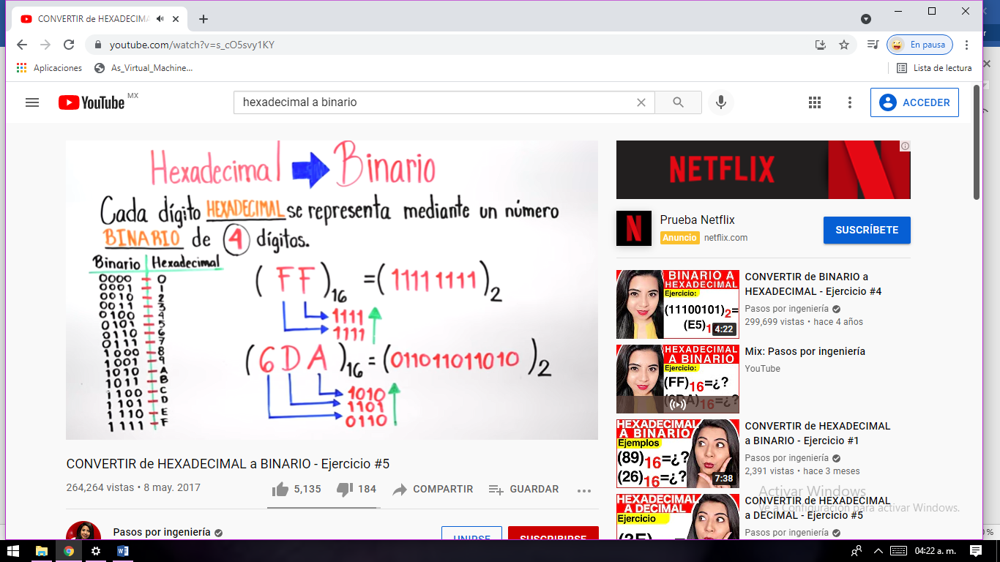 CONVERTIR de HEXADECIMA
youtube.com/watch?v=s_cO5svy1KY
En pausa
Aplicaciones
As_Virtual_Machine...
Lista de lectura
YouTube MX
hexadecimal a binario
ACCEDER
Hexadecimal Binario
Cada dígito HEXADECIMAL se representa mediante un número
BINARIO de 4 dígitos.
Binario Hexadecimal
0000 - 0
0001 - 1
0010 - 2
0011 - 3
0100 - 4
0101 - 5
0110 - 6
0111 - 7
1000 - 8
1001 - 9
1010 - A
1011 - B
1100 - C
1101 - D
1110 - E
1111 - F
(FF)16 =(1111 1111)2
1111
1111
(6DA)16 = (011011011010)2
1010
1101
0110
CONVERTIR de HEXADECIMAL a BINARIO - Ejercicio #5
264,264 vistas • 8 may. 2017
5,135
184
COMPARTIR
GUARDAR
Pasos por ingeniería
UNIRSE
SUSCRIBIRSE
NETFLIX
N
Prueba Netflix
Anuncio netflix.com
SUSCRÍBETE
BINARIO A
HEXADECIMAL
Ejercicio:
(11100101)2=
(E5)1
4:22
CONVERTIR de BINARIO a
HEXADECIMAL - Ejercicio #4
Pasos por ingeniería
299,699 vistas • hace 4 años
HEXADECIMAL
A BINARIO
(FF)16=¿?
(6DA)16=¿?
Mix: Pasos por ingeniería
YouTube
HEXADECIMAL
A BINARIO
Ejemplos
(89)16=¿?
(26)16=¿?
7:38
CONVERTIR de HEXADECIMAL
a BINARIO - Ejercicio #1
Pasos por ingeniería
2,391 vistas • hace 3 meses
HEXADECIMAL
A DECIMAL
Ejercicio
CONVERTIR de HEXADECIMAL
a DECIMAL - Ejercicio #5
Pasos por ingeniería
Activar Windows
Ve a Configuración para activar Windows.
04:22 a. m.